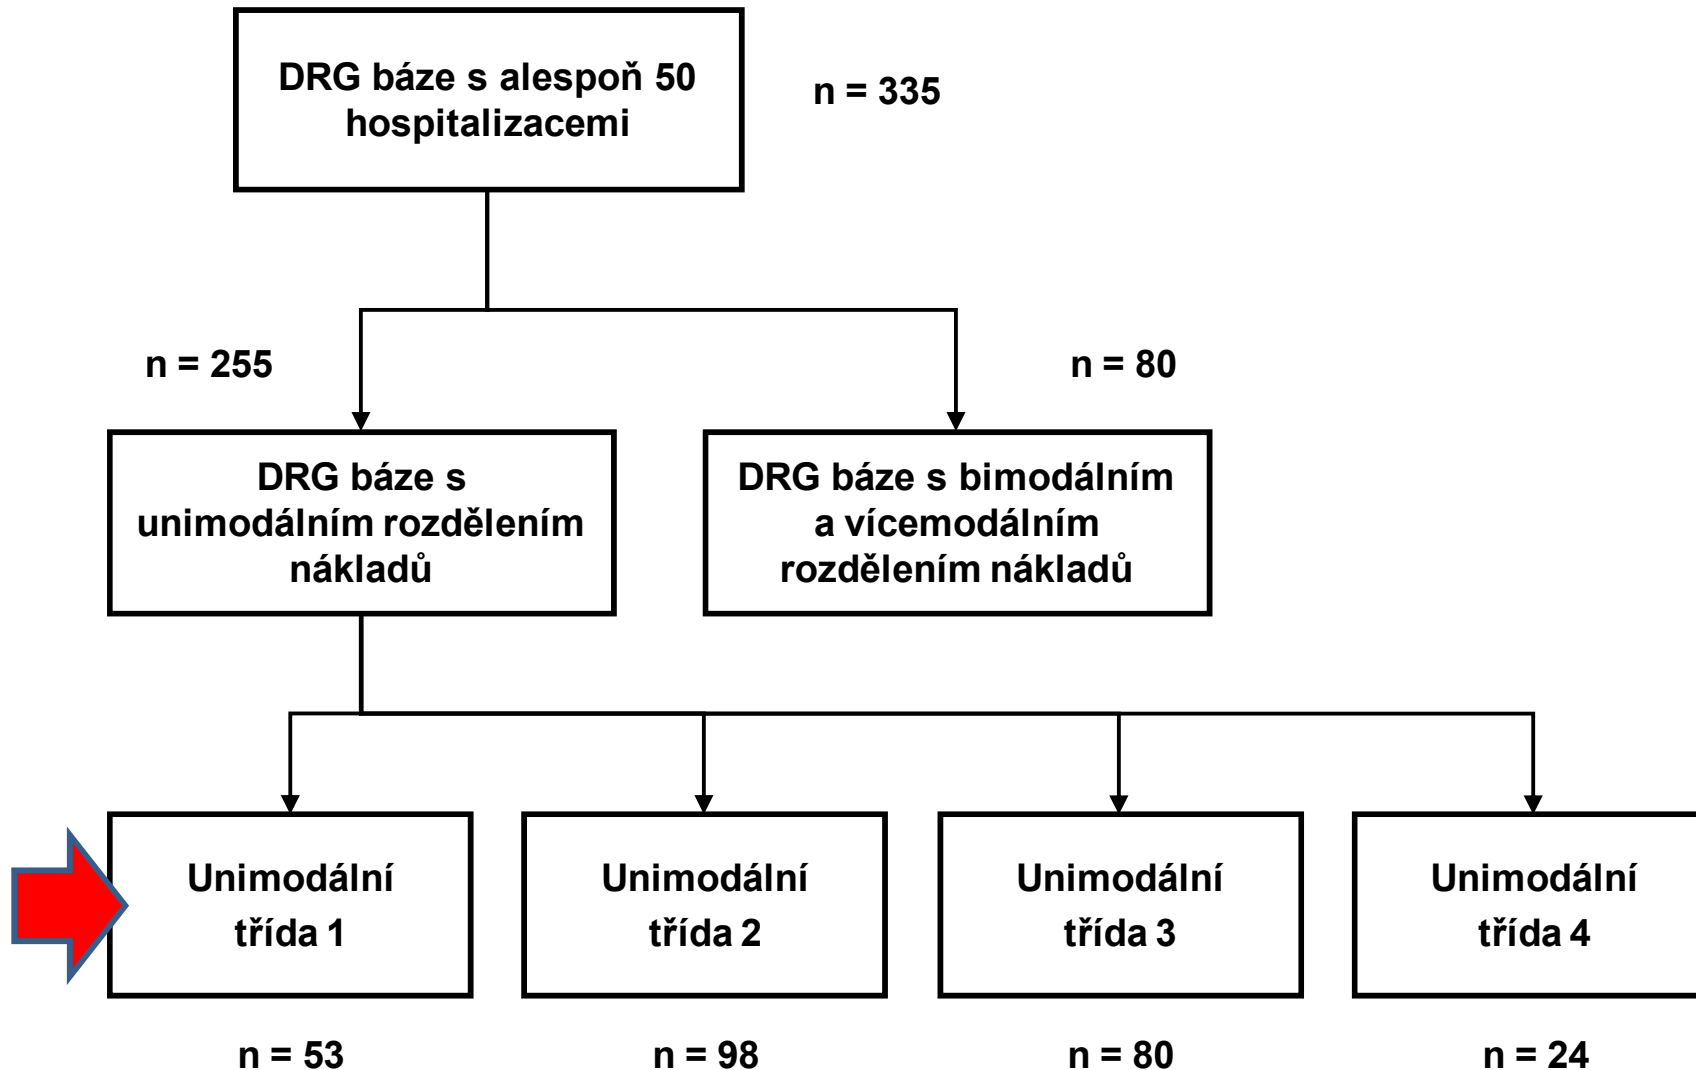 DRG báze s alespoň 50
hospitalizacemi
n = 335
n = 255
n = 80
DRG báze s
unimodálním rozdělením
nákladů
DRG báze s bimodálním
a vícemodálním
rozdělením nákladů
Unimodální
třída 1
Unimodální
třída 2
Unimodální
třída 3
Unimodální
třída 4
n = 53
n = 98
n = 80
n = 24